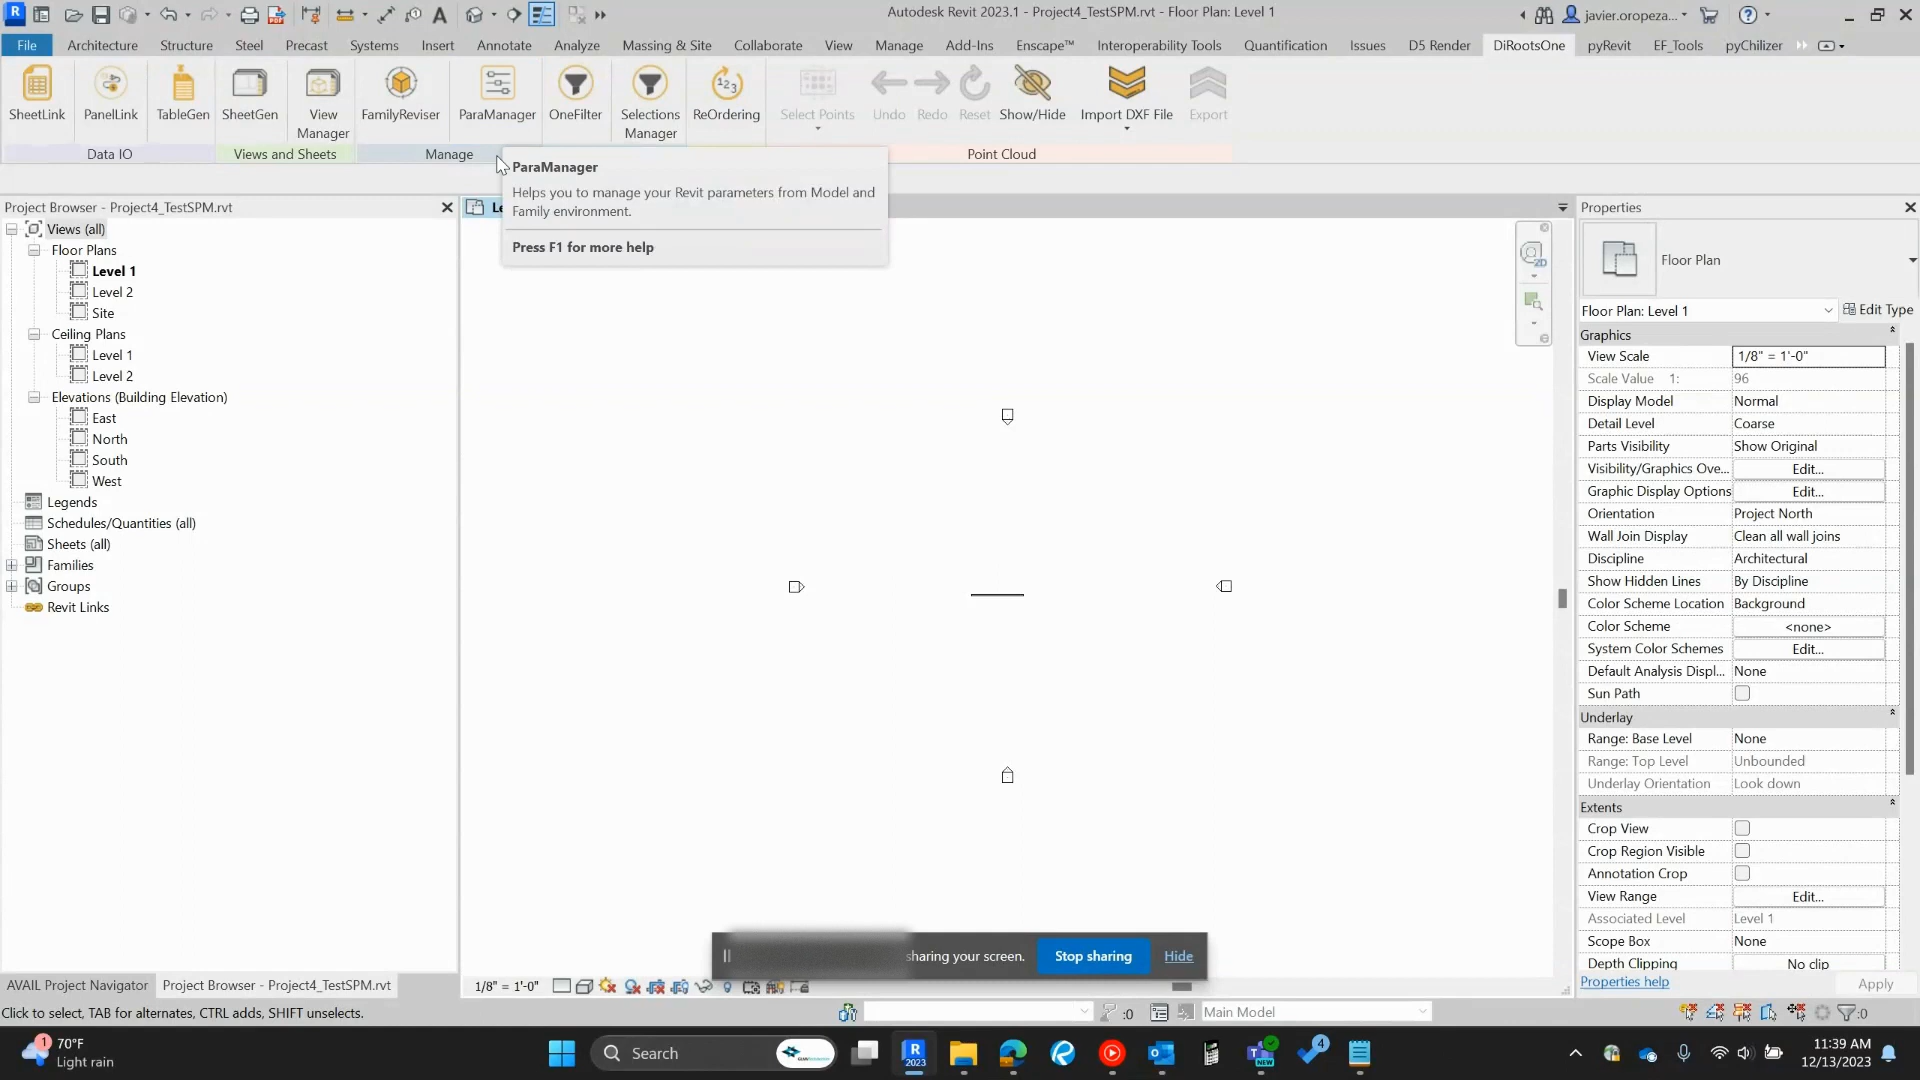 Autodesk Revit 2023.1 - Project4_TestSPM.rvt - Floor Plan: Level 1
javier.oropeza...
File Architecture Structure Steel Precast Systems Insert Annotate Analyze Massing & Site Collaborate View Manage Add-Ins Enscape™ Interoperability Tools Quantification Issues D5 Render DiRootsOne pyRevit EF_Tools pyChilizer
SheetLink PanelLink TableGen SheetGen View Manager FamilyReviser ParaManager OneFilter Selections Manager ReOrdering Select Points Undo Redo Reset Show/Hide Import DXF File Export
Data IO Views and Sheets Manage Point Cloud
ParaManager
Helps you to manage your Revit parameters from Model and
Family environment.
Press F1 for more help
Project Browser - Project4_TestSPM.rvt
Views (all)
Floor Plans
Level 1
Level 2
Site
Ceiling Plans
Level 1
Level 2
Elevations (Building Elevation)
East
North
South
West
Legends
Schedules/Quantities (all)
Sheets (all)
Families
Groups
Revit Links
2D
Properties
Floor Plan
Floor Plan: Level 1 Edit Type
Graphics
View Scale 1/8" = 1'-0"
Scale Value 1: 96
Display Model Normal
Detail Level Coarse
Parts Visibility Show Original
Visibility/Graphics Ove... Edit...
Graphic Display Options Edit...
Orientation Project North
Wall Join Display Clean all wall joins
Discipline Architectural
Show Hidden Lines By Discipline
Color Scheme Location Background
Color Scheme <none>
System Color Schemes Edit...
Default Analysis Displ... None
Sun Path
Underlay
Range: Base Level None
Range: Top Level Unbounded
Underlay Orientation Look down
Extents
Crop View
Crop Region Visible
Annotation Crop
View Range Edit...
Associated Level Level 1
Scope Box None
Depth Clipping No clip
Properties help Apply
sharing your screen. Stop sharing Hide
AVAIL Project Navigator Project Browser - Project4_TestSPM.rvt
1/8" = 1'-0"
Click to select, TAB for alternates, CTRL adds, SHIFT unselects.
:0 Main Model :0
1 70°F
Light rain
Search
R 2023
NEW
4
11:39 AM
12/13/2023